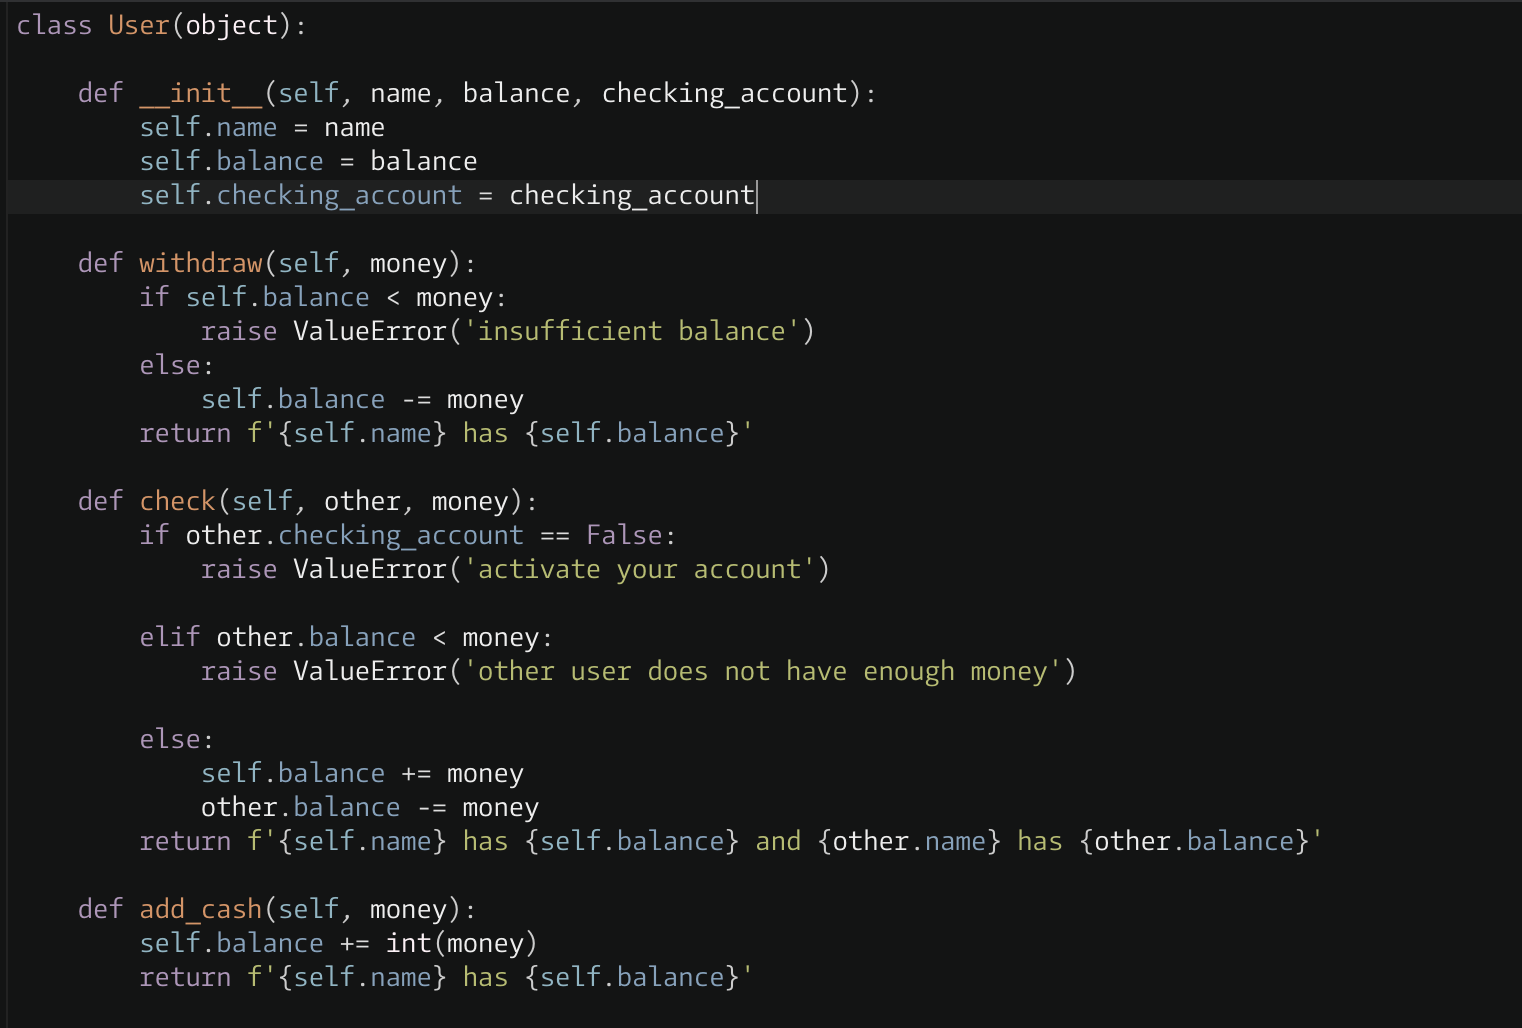 class User(object):
    def __init__(self, name, balance, checking_account):
        self.name = name
        self.balance = balance
        self.checking_account = checking_account
    def withdraw(self, money):
        if self.balance < money:
            raise ValueError('insufficient balance')
        else:
            self.balance -= money
        return f'{self.name} has {self.balance}'
    def check(self, other, money):
        if other.checking_account == False:
            raise ValueError('activate your account')
        elif other.balance < money:
            raise ValueError('other user does not have enough money')
        else:
            self.balance += money
            other.balance -= money
        return f'{self.name} has {self.balance} and {other.name} has {other.balance}'
    def add_cash(self, money):
        self.balance += int(money)
        return f'{self.name} has {self.balance}'